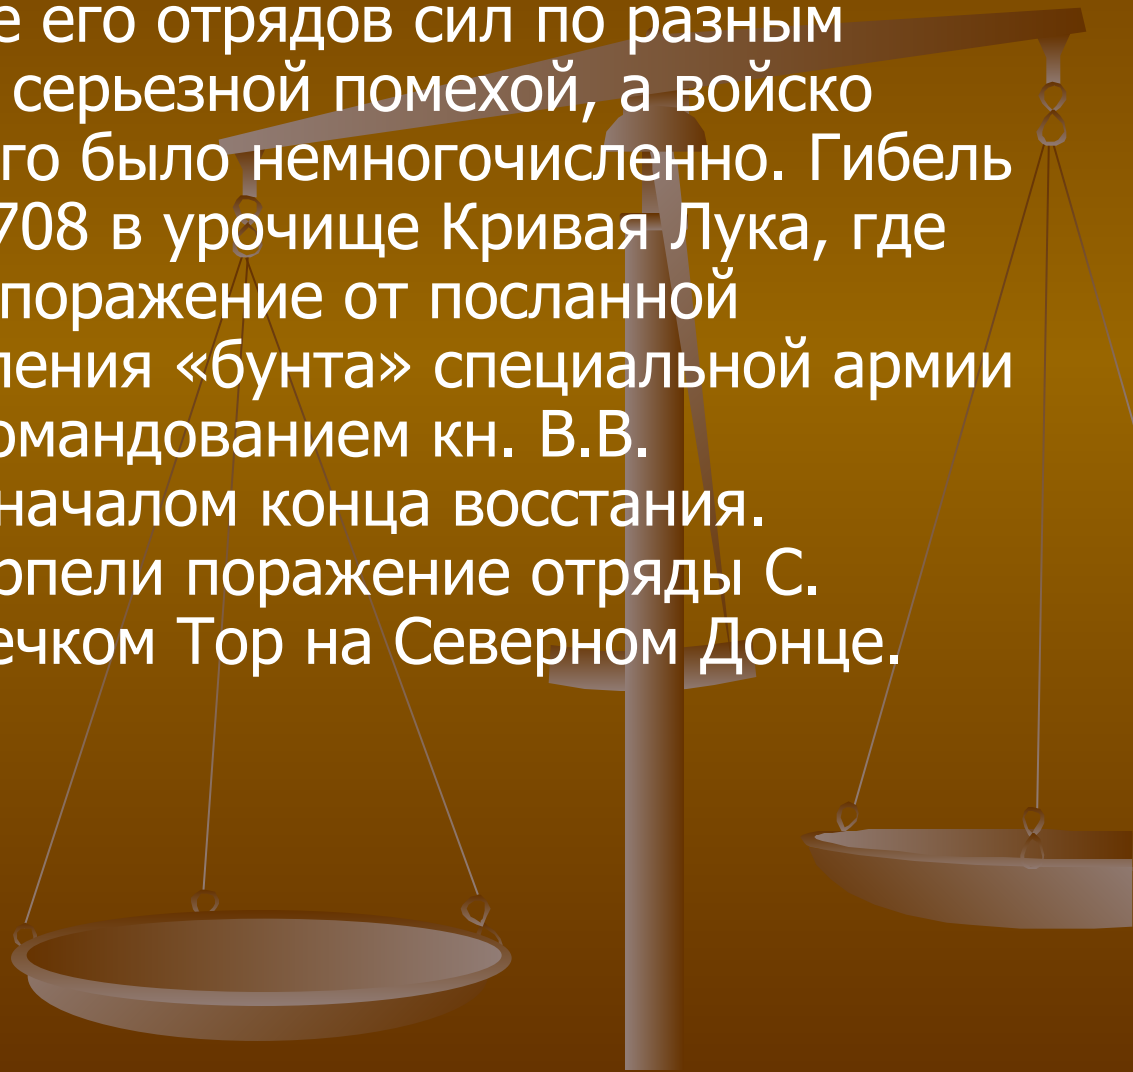 е его отрядов сил по разным
серьезной помехой, а войско
го было немногочисленно. Гибель
708 в урочище Кривая Лука, где
поражение от посланной
ления «бунта» специальной армии
омандованием кн. В.В.
началом конца восстания.
рпели поражение отряды С.
ечком Тор на Северном Донце.